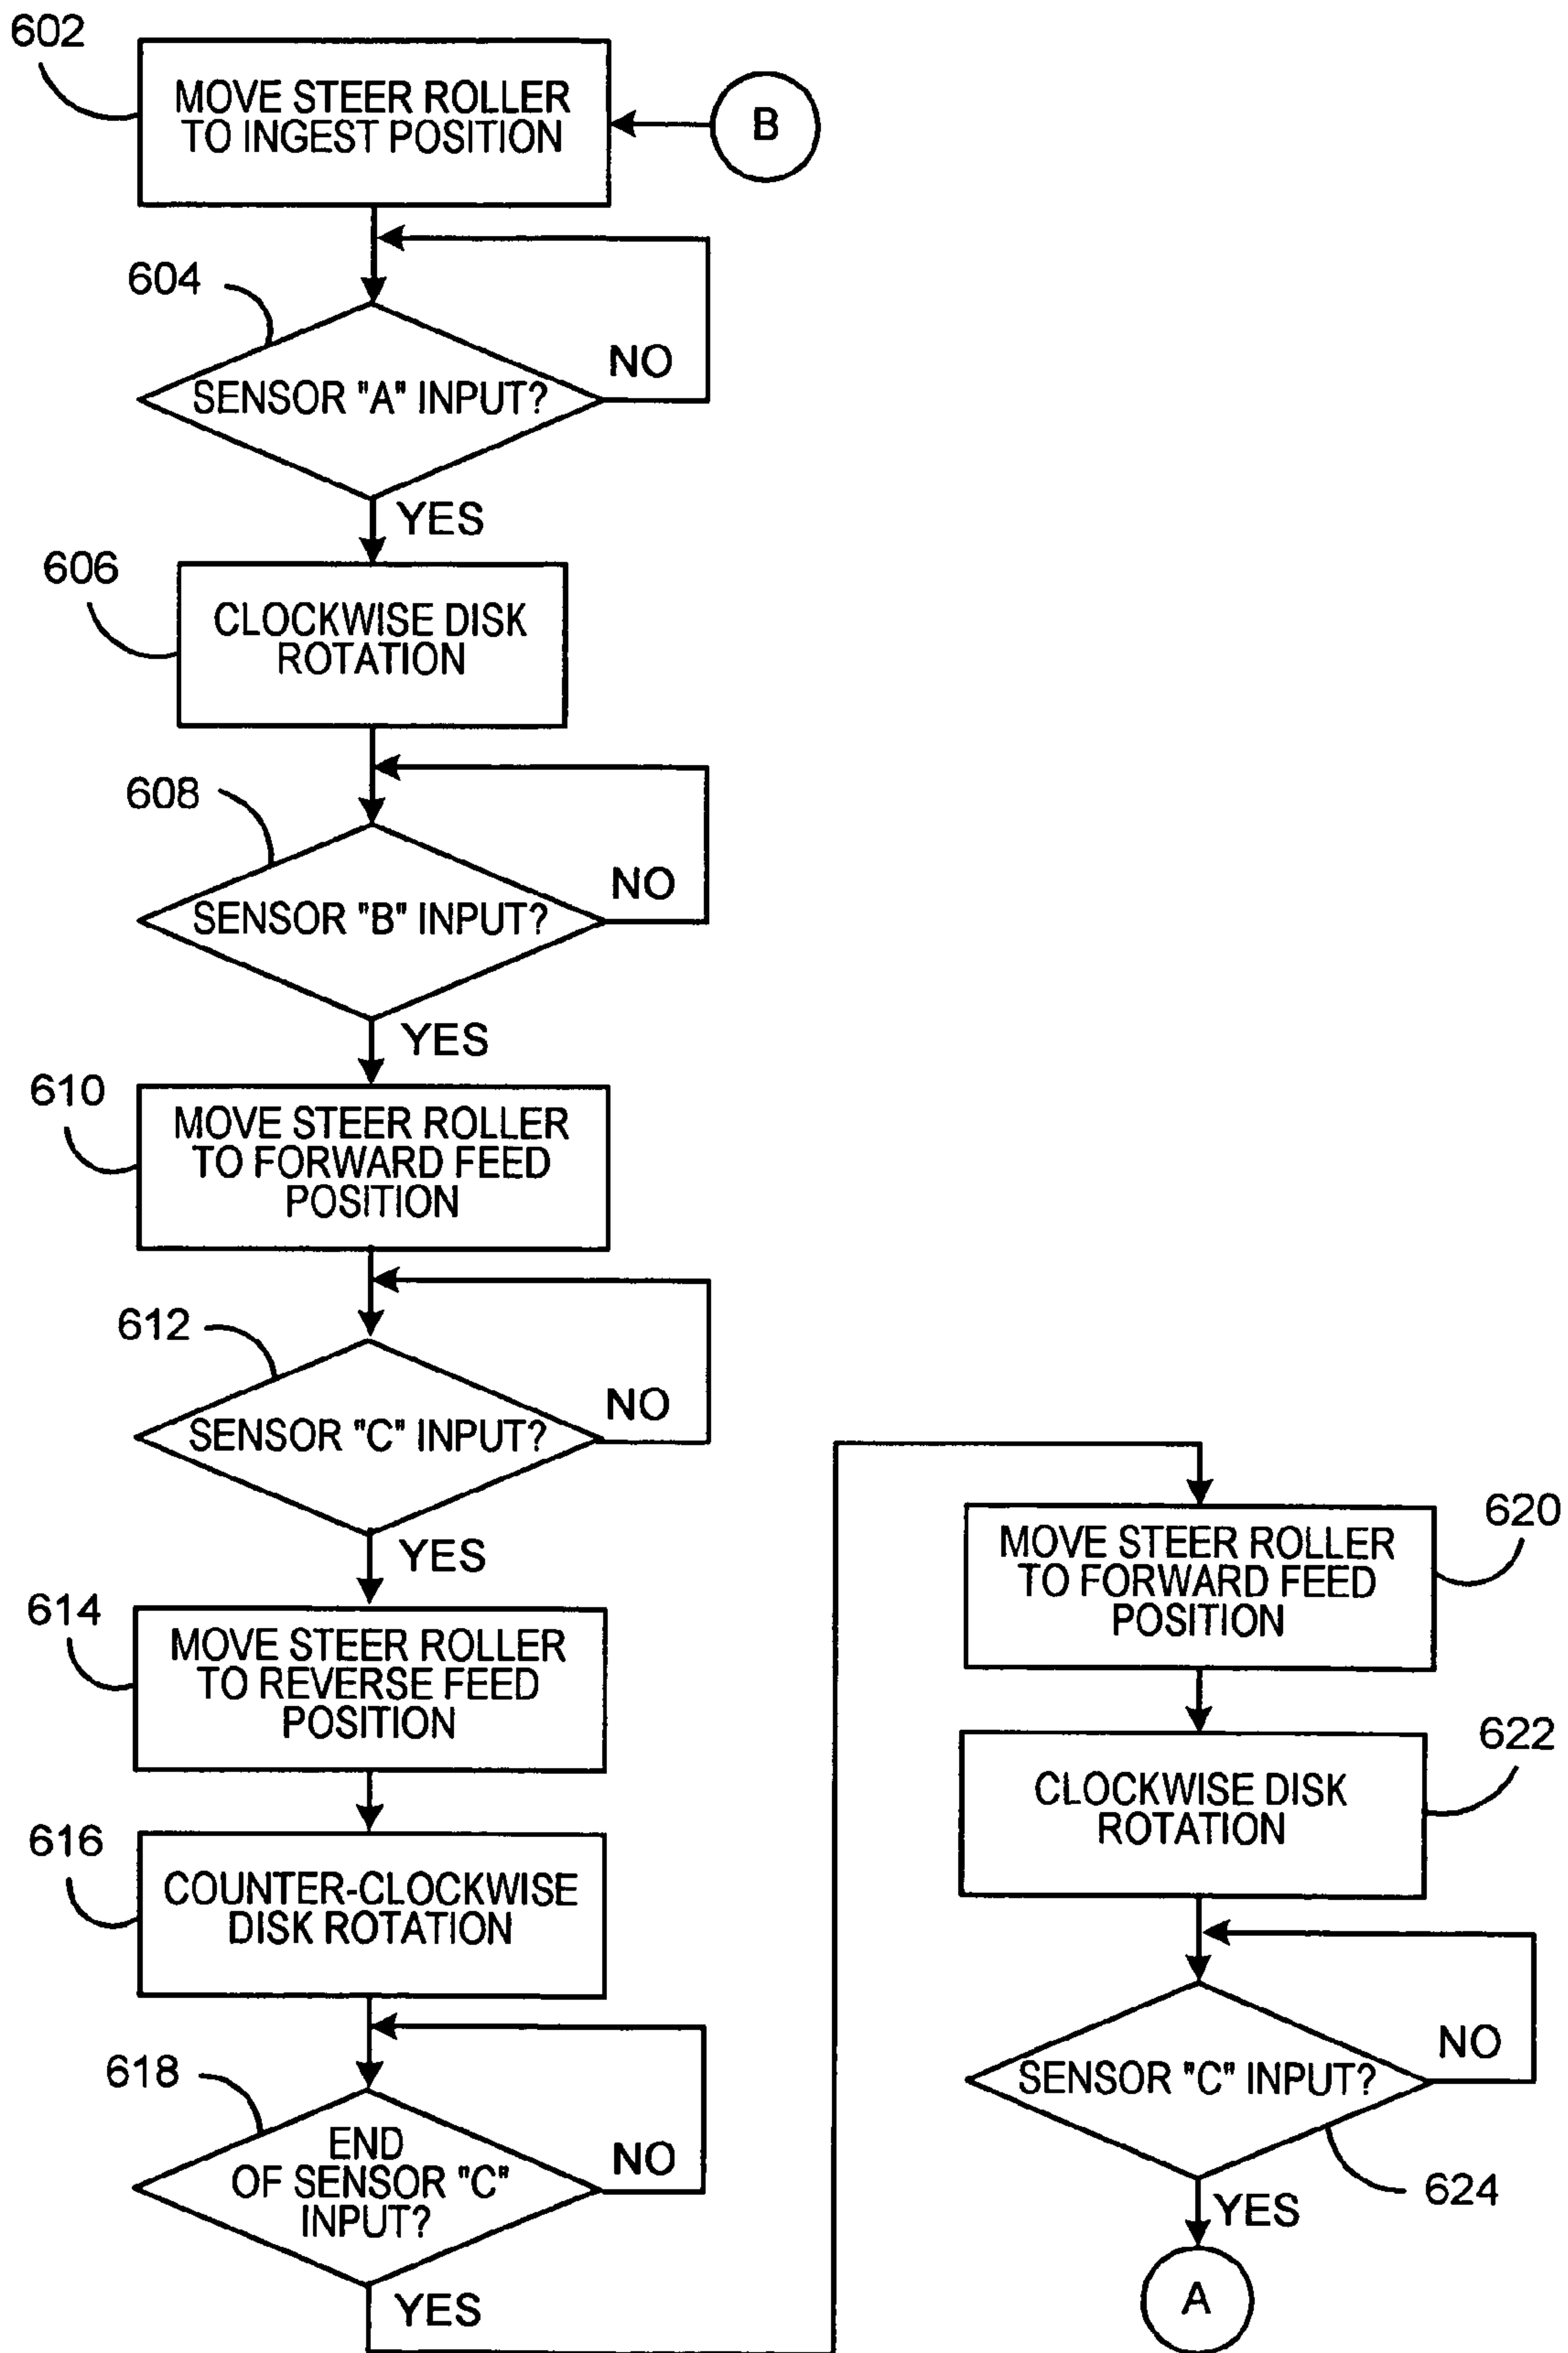 602
MOVE STEER ROLLER
TO INGEST POSITION
B
604
SENSOR "A" INPUT?
NO
YES
606
CLOCKWISE DISK
ROTATION
608
SENSOR "B" INPUT?
NO
YES
610
MOVE STEER ROLLER
TO FORWARD FEED
POSITION
612
SENSOR "C" INPUT?
NO
YES
614
MOVE STEER ROLLER
TO REVERSE FEED
POSITION
616
COUNTER-CLOCKWISE
DISK ROTATION
618
END
OF SENSOR "C"
INPUT?
NO
YES
620
MOVE STEER ROLLER
TO FORWARD FEED
POSITION
622
CLOCKWISE DISK
ROTATION
SENSOR "C" INPUT?
NO
624
YES
A